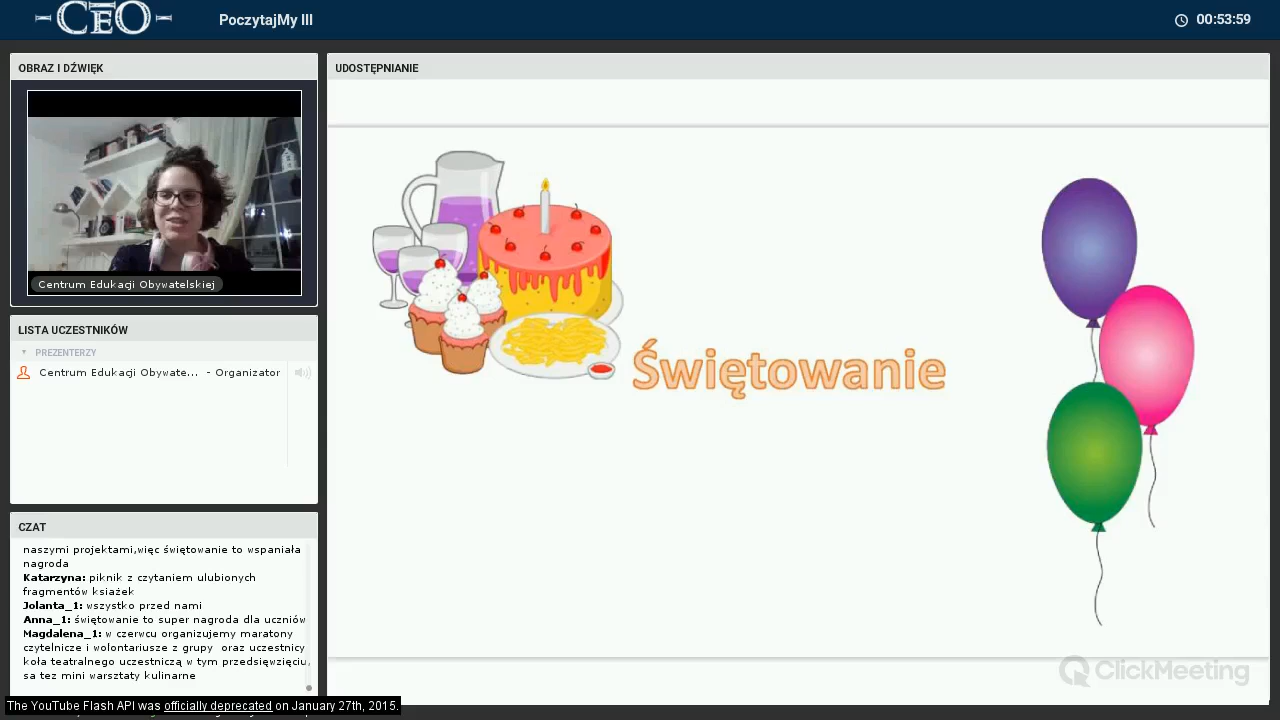 CEO
PoczytajMy III
00:53:59
OBRAZ I DŹWIĘK
Centrum Edukacji Obywatelskiej
LISTA UCZESTNIKÓW
PREZENTERZY
Centrum Edukacji Obywate... - Organizator
CZAT
naszymi projektami,więc świętowanie to wspaniała
nagroda
Katarzyna: piknik z czytaniem ulubionych
fragmentów ksiażek
Jolanta_1: wszystko przed nami
Anna_1: świętowanie to super nagroda dla uczniów
Magdalena_1: w czerwcu organizujemy maratony
czytelnicze i wolontariusze z grupy oraz uczestnicy
koła teatralnego uczestniczą w tym przedsięwzięciu,
sa tez mini warsztaty kulinarne
The YouTube Flash API was officially deprecated on January 27th, 2015.
UDOSTĘPNIANIE
Świętowanie
ClickMeeting